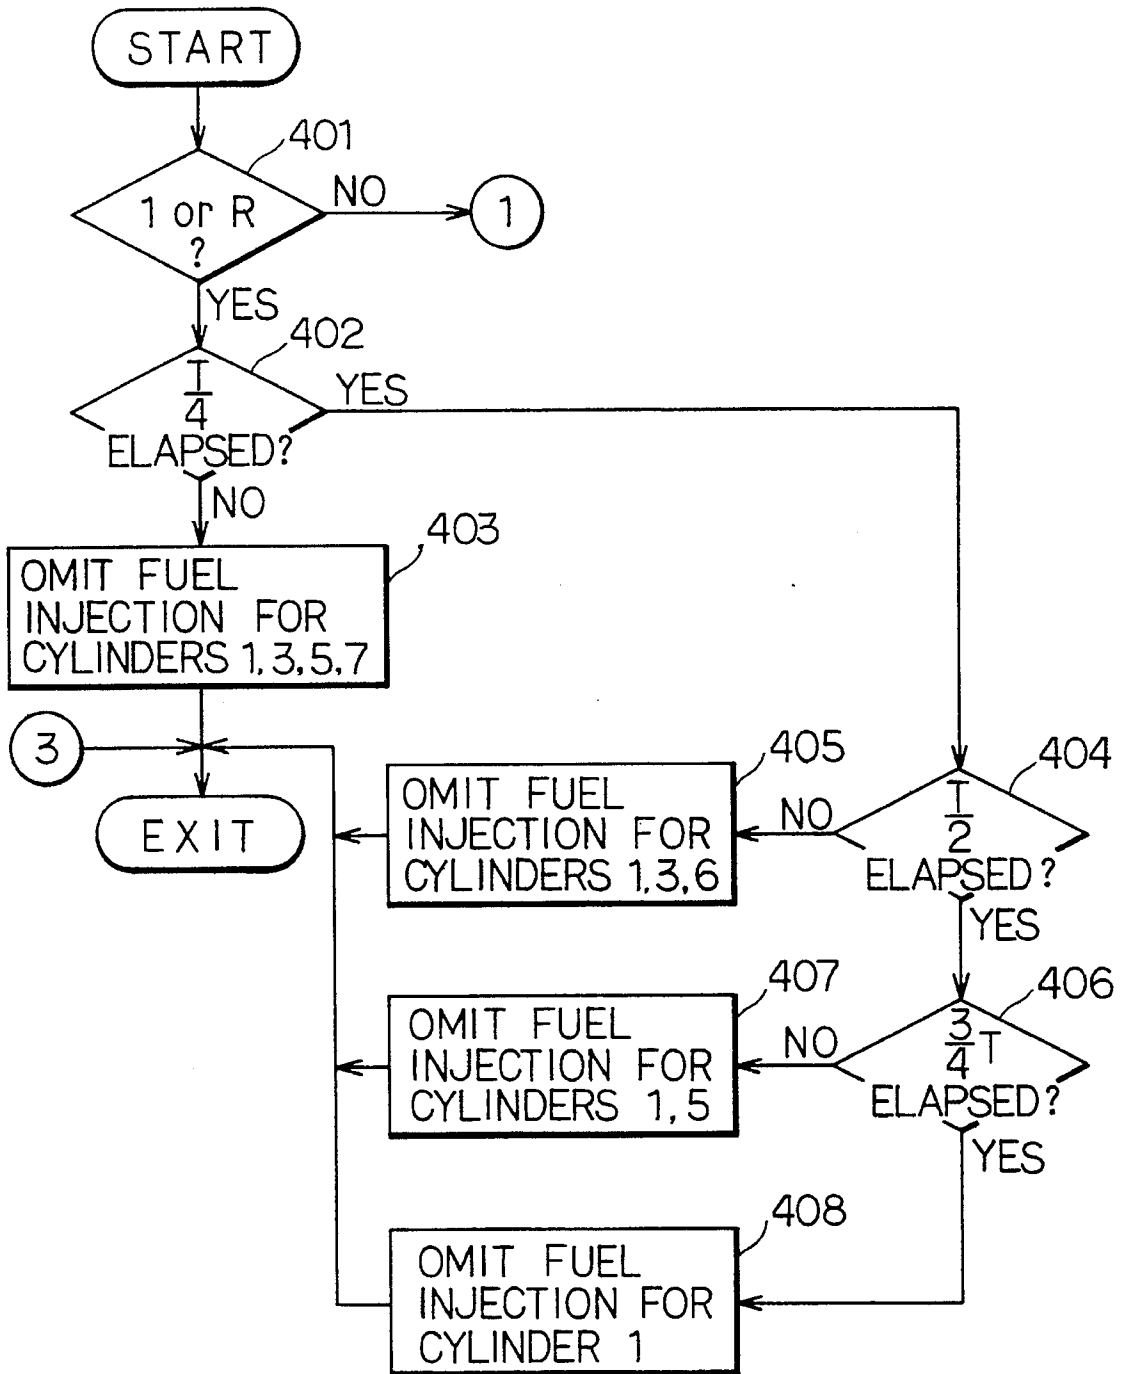 START
401
1 or R
?
NO
1
YES
402
T
4
ELAPSED?
YES
NO
403
OMIT FUEL
INJECTION FOR
CYLINDERS 1,3,5,7
3
EXIT
405
OMIT FUEL
INJECTION FOR
CYLINDERS 1,3,6
404
T
2
ELAPSED?
NO
YES
407
OMIT FUEL
INJECTION FOR
CYLINDERS 1,5
406
3
4
T
ELAPSED?
NO
YES
408
OMIT FUEL
INJECTION FOR
CYLINDER 1